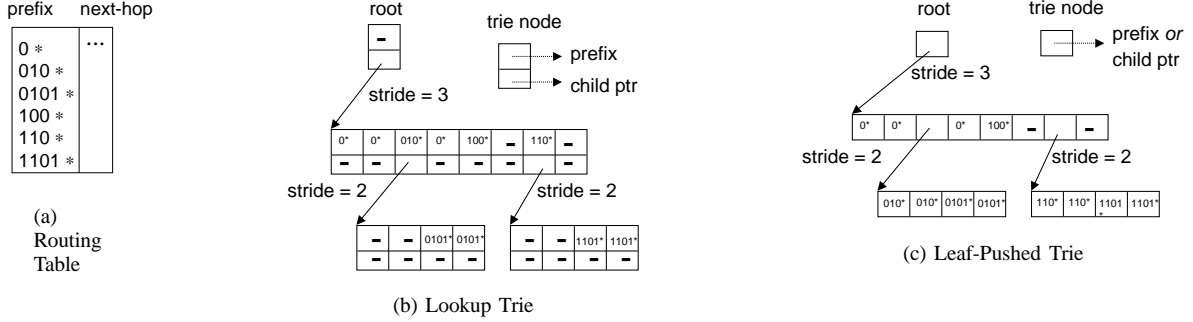 prefix next-hop
0 * ...
010 *
0101 *
100 *
110 *
1101 *
(a)
Routing
Table
root
-
trie node
prefix
child ptr
stride = 3
0* 0* 010* 0* 100* - 110* -
- - - - - -
stride = 2
stride = 2
- - 0101* 0101*
- - - -
- - 1101* 1101*
- - - -
(b) Lookup Trie
root
trie node
prefix or
child ptr
stride = 3
0* 0* 0* 100* - -
stride = 2
stride = 2
010* 010* 0101* 0101*
110* 110* 1101 1101*
*
(c) Leaf-Pushed Trie